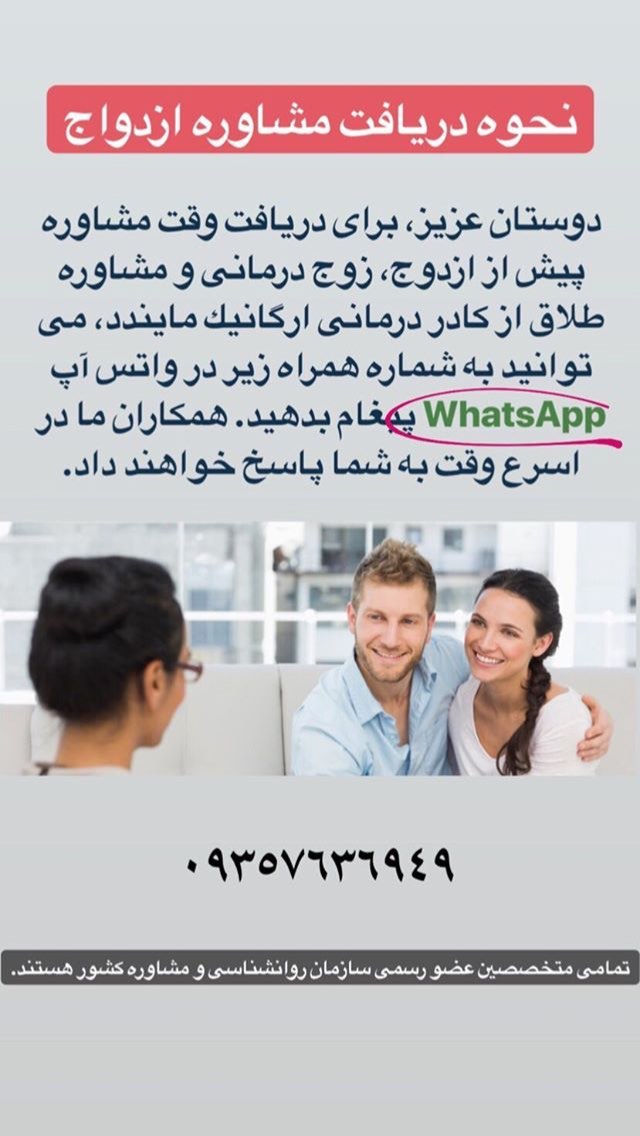 نحوه دریافت مشاوره ازدواج
دوستان عزیز، برای دریافت وقت مشاوره
پیش از ازدوج، زوج درمانی و مشاوره
طلاق از کادر درمانی ارگانیك مایندد، می
توانید به شماره همراه زیر در واتس آپ
WhatsApp پیغام بدهید. همکاران ما در
اسرع وقت به شما پاسخ خواهند داد.
۰۹۳۵۷۶۳۶۹٤۹
تمامی متخصصین عضو رسمی سازمان روانشناسی و مشاوره کشور هستند.